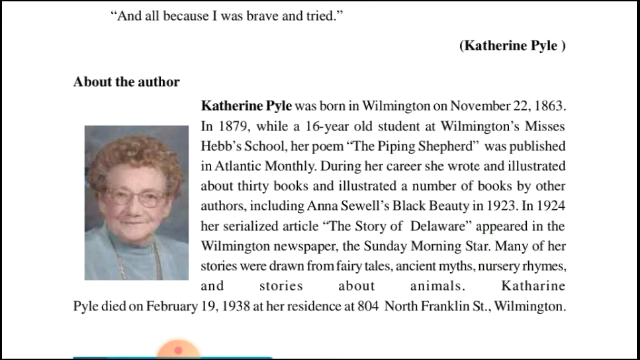 “And all because I was brave and tried.”
(Katherine Pyle )
About the author
Katherine Pyle was born in Wilmington on November 22, 1863.
In 1879, while a 16-year old student at Wilmington’s Misses
Hebb’s School, her poem “The Piping Shepherd” was published
in Atlantic Monthly. During her career she wrote and illustrated
about thirty books and illustrated a number of books by other
authors, including Anna Sewell’s Black Beauty in 1923. In 1924
her serialized article “The Story of Delaware” appeared in the
Wilmington newspaper, the Sunday Morning Star. Many of her
stories were drawn from fairy tales, ancient myths, nursery rhymes,
and stories about animals. Katharine
Pyle died on February 19, 1938 at her residence at 804 North Franklin St., Wilmington.